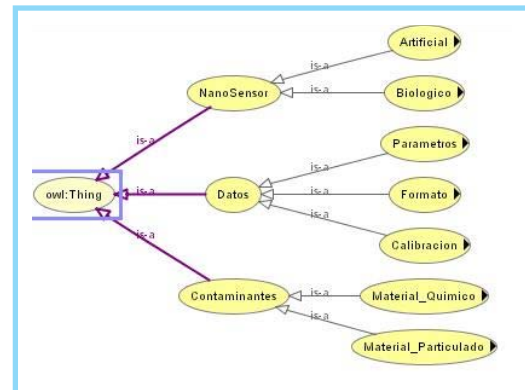 Artificial
is-a
NanoSensor
is-a
Biologico
is-a
Parametros
is-a
owl:Thing
is-a
Datos
is-a
Formato
is-a
Calibracion
is-a
Contaminantes
is-a
Material_Quimico
is-a
Material_Particulado